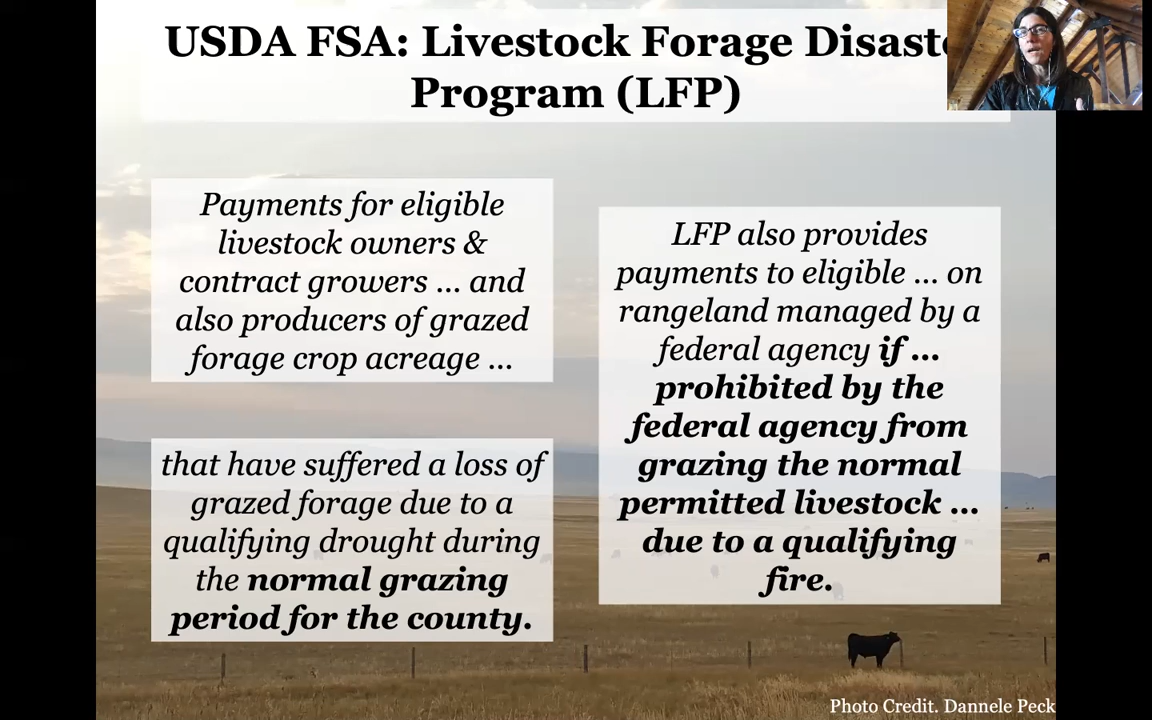 USDA FSA: Livestock Forage
Program (LFP)
Payments for eligible
livestock owners &
contract growers ... and
also producers of grazed
forage crop acreage ...
that have suffered a loss of
grazed forage due to a
qualifying drought during
the normal grazing
period for the county.
LFP also provides
payments to eligible ... on
rangeland managed by a
federal agency if ...
prohibited by the
federal agency from
grazing the normal
permitted livestock ...
due to a qualifying
fire.
Photo Credit. Dannele Peck